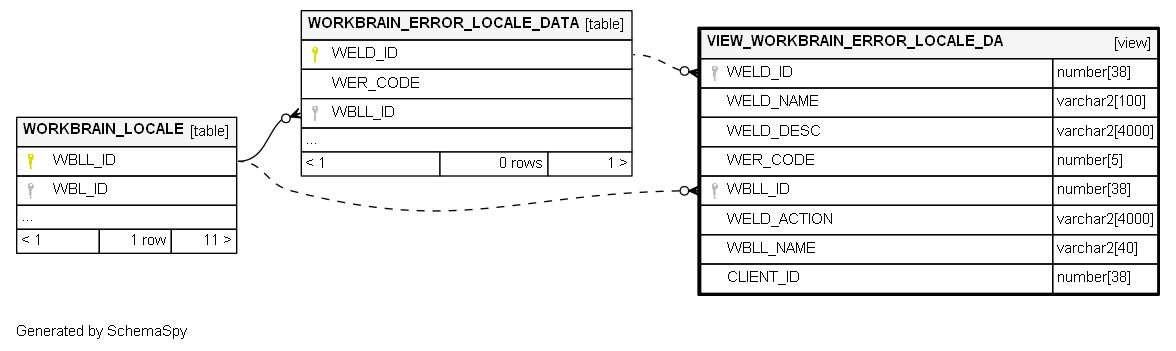 WORKBRAIN_ERROR_LOCALE_DATA [table]
WELD_ID
WER_CODE
WBLL_ID
...
< 1 0 rows 1 >
WORKBRAIN_LOCALE [table]
WBLL_ID
WBL_ID
...
< 1 1 row 11 >
VIEW_WORKBRAIN_ERROR_LOCALE_DA [view]
WELD_ID number[38]
WELD_NAME varchar2[100]
WELD_DESC varchar2[4000]
WER_CODE number[5]
WBLL_ID number[38]
WELD_ACTION varchar2[4000]
WBLL_NAME varchar2[40]
CLIENT_ID number[38]
Generated by SchemaSpy